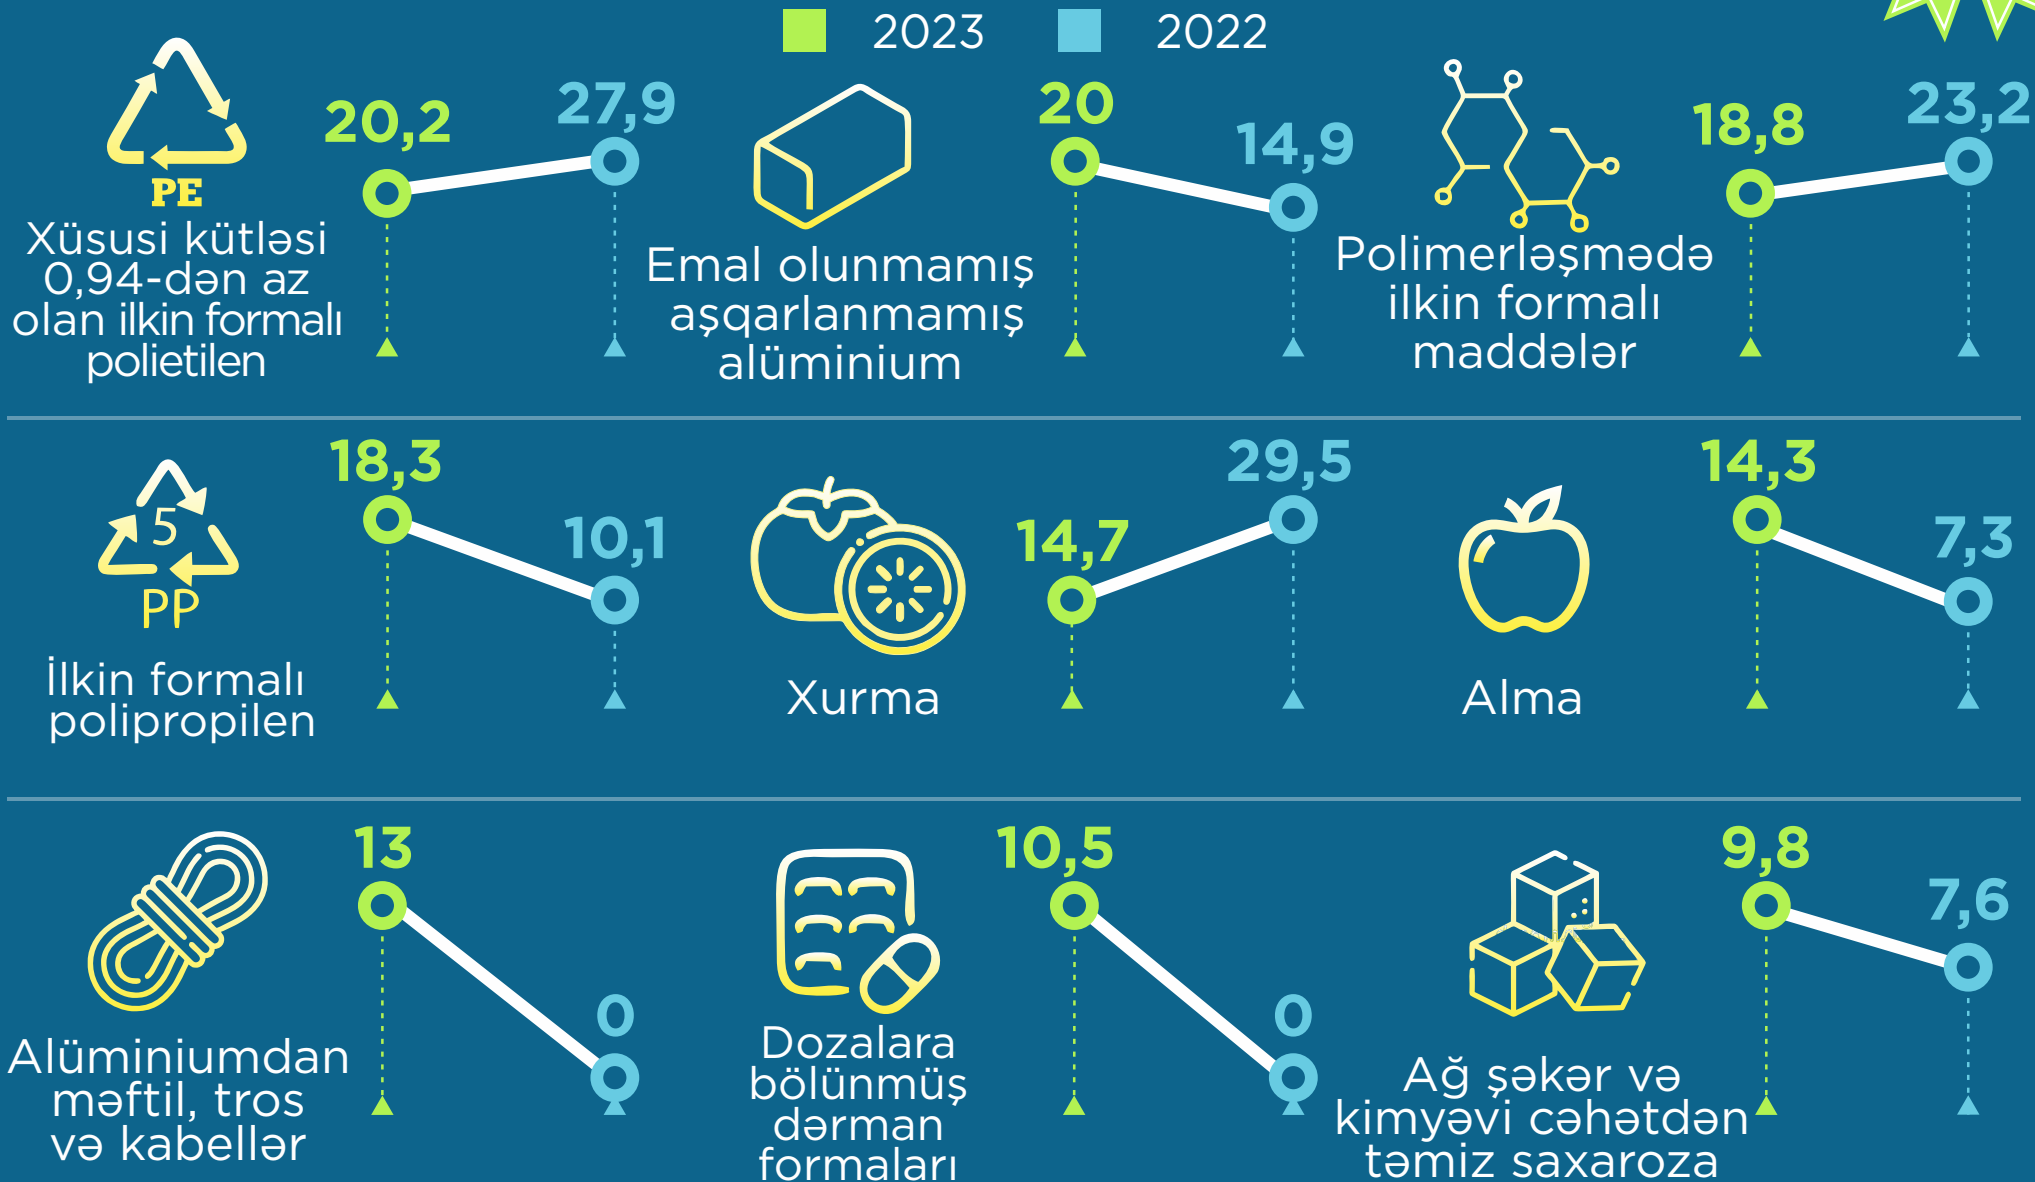 2023 2022
PE
20,2
27,9
Xüsusi kütləsi
0,94-dən az
olan ilkin formalı
polietilen
20
14,9
Emal olunmamış
aşqarlanmamış
alüminium
18,8
23,2
Polimerləşmədə
ilkin formalı
maddələr
5
PP
18,3
10,1
İlkin formalı
polipropilen
14,7
29,5
Xurma
14,3
7,3
Alma
13
0
Alüminiumdan
məftil, tros
və kabellər
10,5
0
Dozalara
bölünmüş
dərman
formaları
9,8
7,6
Ağ şəkər və
kimyəvi cəhətdən
təmiz saxaroza